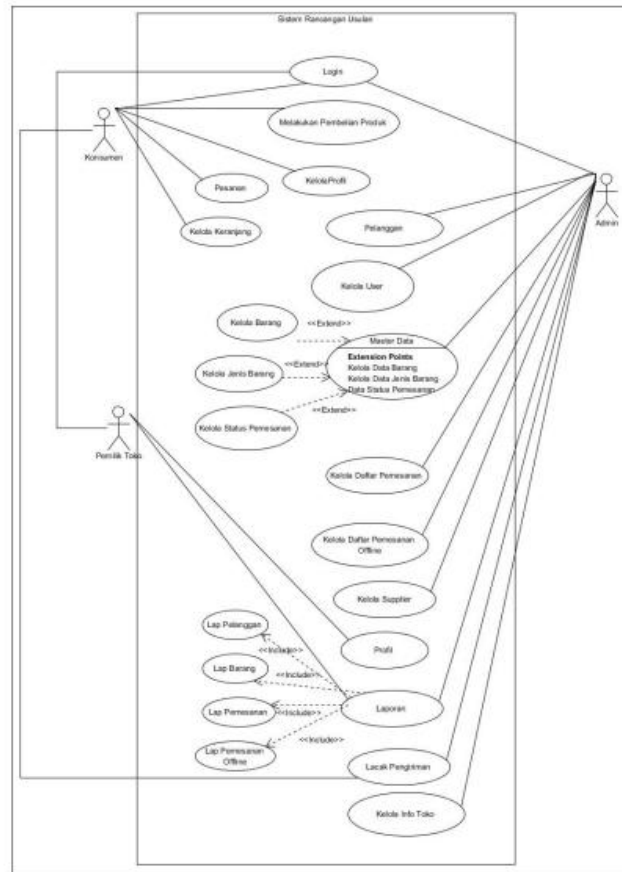 Sistem Rancangan Usulan
Login
Melakukan Pembelian Produk
Konsumen
Pesanan
KelolaProfil
Kelola Keranjang
Pelanggan
Admin
Kelola User
Kelola Barang
<<Extend>>
Master Data
Extension Points
Kelola Data Barang
Kelola Data Jenis Barang
Data Status Pemesanan
<<Extend>>
Kelola Jenis Barang
<<Extend>>
Kelola Status Pemesanan
Pemilik Toko
Kelola Daftar Pemesanan
Kelola Daftar Pemesanan
Offline
Kelola Supplier
Lap Pelanggan
<<Include>>
Profil
Lap Barang
<<Include>>
Laporan
Lap Pemesanan
<<Include>>
<<Include>>
Lap Pemesanan
Offline
Lacak Pengiriman
Kelola Info Toko